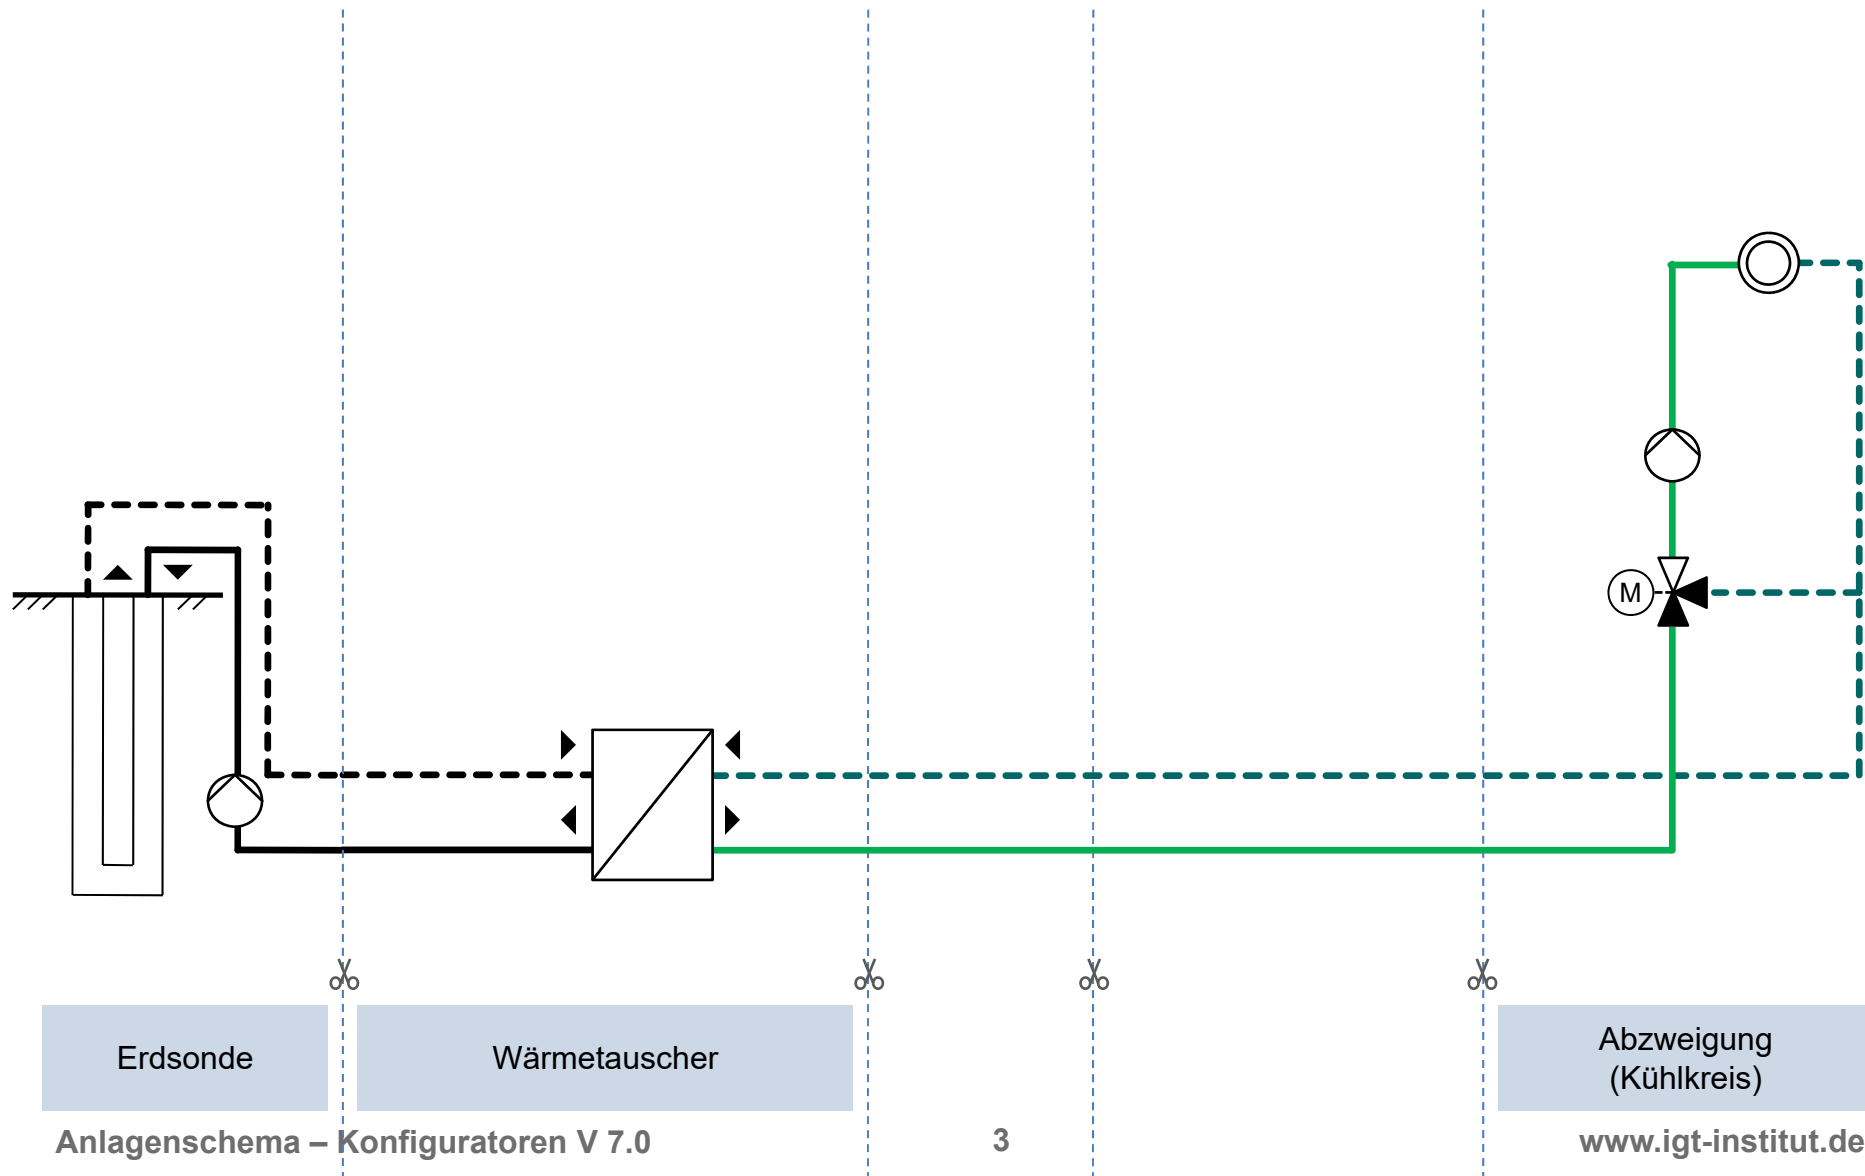 M
Erdsonde
Wärmetauscher
Abzweigung
(Kühlkreis)
Anlagenschema – Konfiguratoren V 7.0
3
www.igt-institut.de